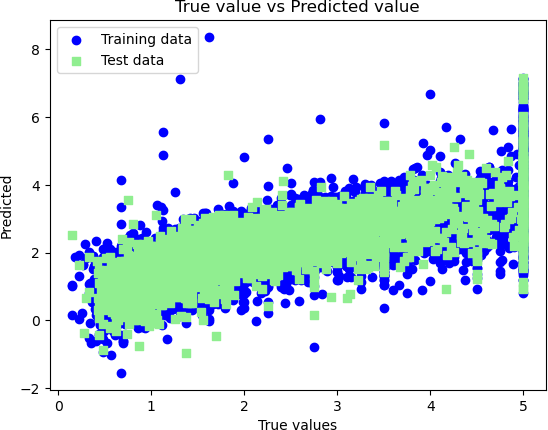 True value vs Predicted value
Training data
Test data
8
6
4
2
0
−2
Predicted
0
1
2
3
4
5
True values